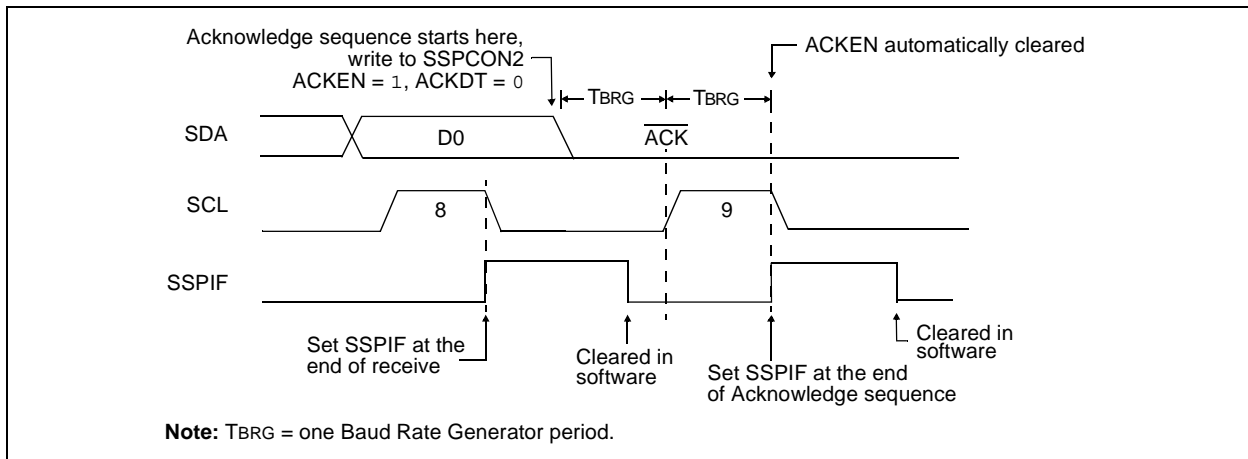 Acknowledge sequence starts here,
write to SSPCON2
ACKEN = 1, ACKDT = 0
ACKEN automatically cleared
TBRG
TBRG
SDA
D0
ACK
SCL
8
9
SSPIF
Set SSPIF at the
end of receive
Cleared in
software
Set SSPIF at the end
of Acknowledge sequence
Cleared in
software
Note: TBRG = one Baud Rate Generator period.